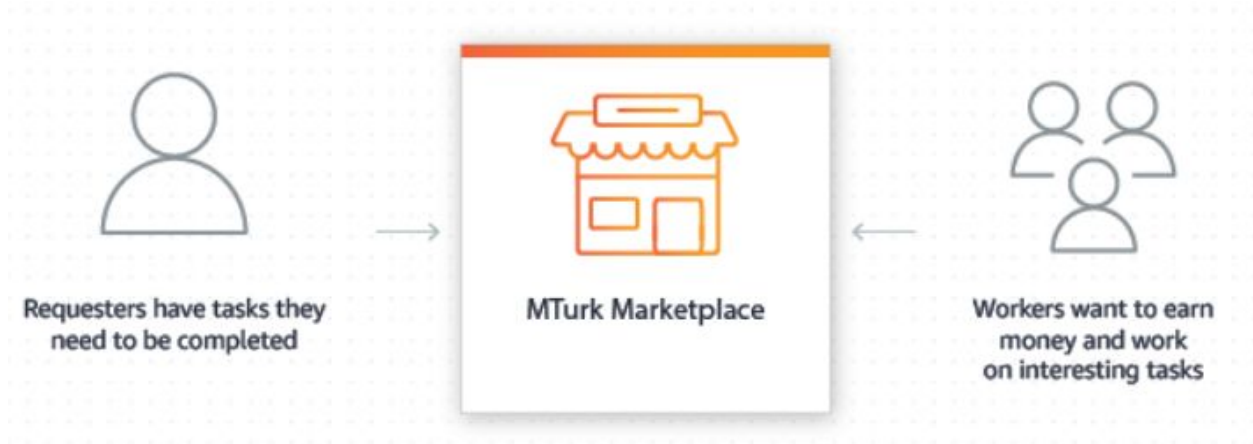 Requesters have tasks they
need to be completed
MTurk Marketplace
Workers want to earn
money and work
on interesting tasks